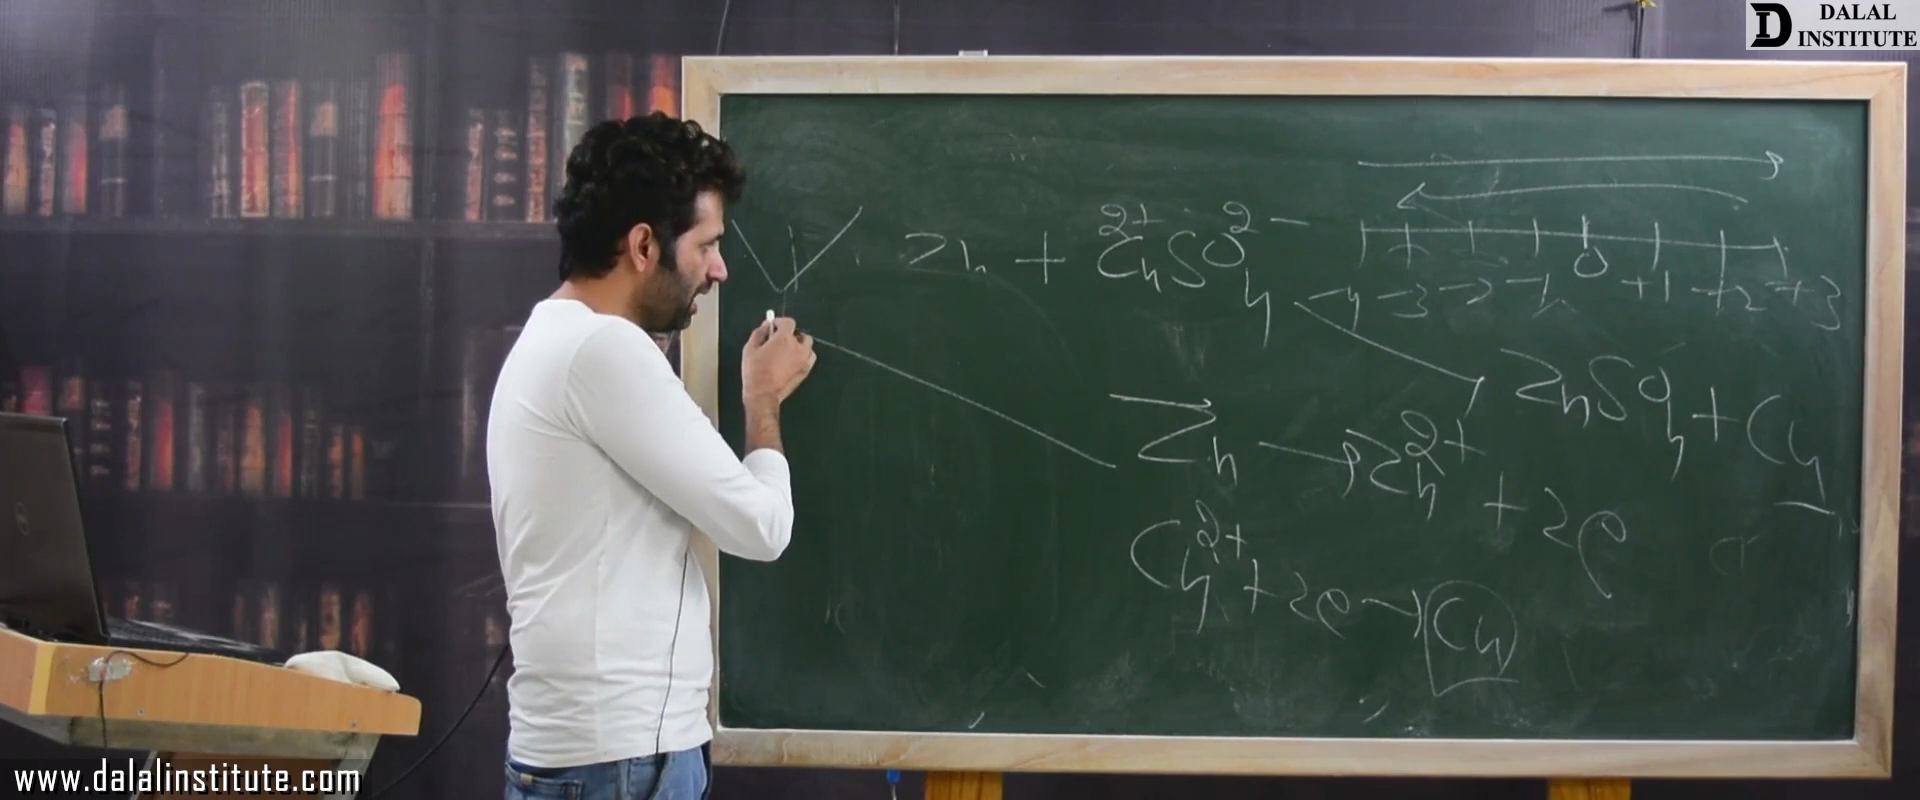 DALAL
INSTITUTE
Zn + Cu²⁺SO₄²⁻
-4 -3 -2 -1 0 +1 +2 +3
ZnSO₄ + Cu
Zn → Zn²⁺ + 2e
Cu²⁺ + 2e → Cu
www.dalalinstitute.com